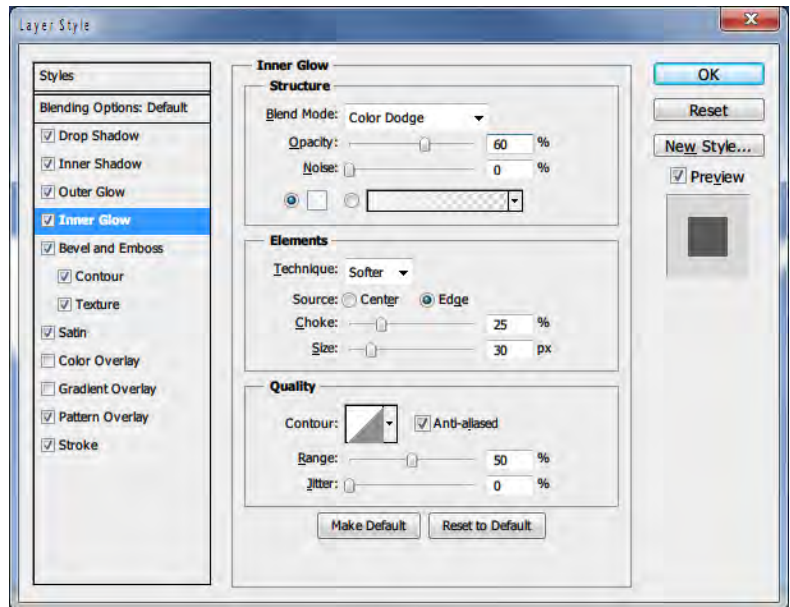 Layer Style
Styles
Blending Options: Default
Drop Shadow
Inner Shadow
Outer Glow
Inner Glow
Bevel and Emboss
Contour
Texture
Satin
Color Overlay
Gradient Overlay
Pattern Overlay
Stroke
Inner Glow
Structure
Blend Mode: Color Dodge
Opacity: 60 %
Noise: 0 %
Elements
Technique: Softer
Source: Center Edge
Choke: 25 %
Size: 30 px
Quality
Contour: Anti-aliased
Range: 50 %
Jitter: 0 %
Make Default Reset to Default
OK
Reset
New Style...
Preview